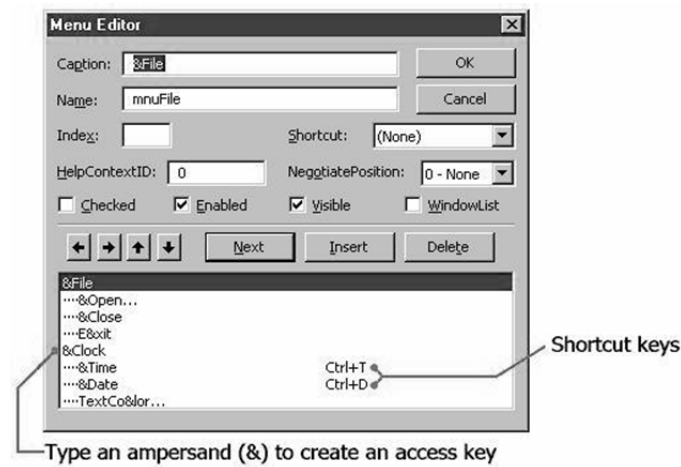 Menu Editor
Caption: &File OK
Name: mnuFile Cancel
Index: Shortcut: (None)
HelpContextID: 0 NegotiatePosition: 0 - None
Checked Enabled Visible WindowList
Next Insert Delete
&File
····&Open...
····&Close
····E&xit
&Clock
····&Time Ctrl+T
····&Date Ctrl+D
····TextCo&lor...
Shortcut keys
Type an ampersand (&) to create an access key